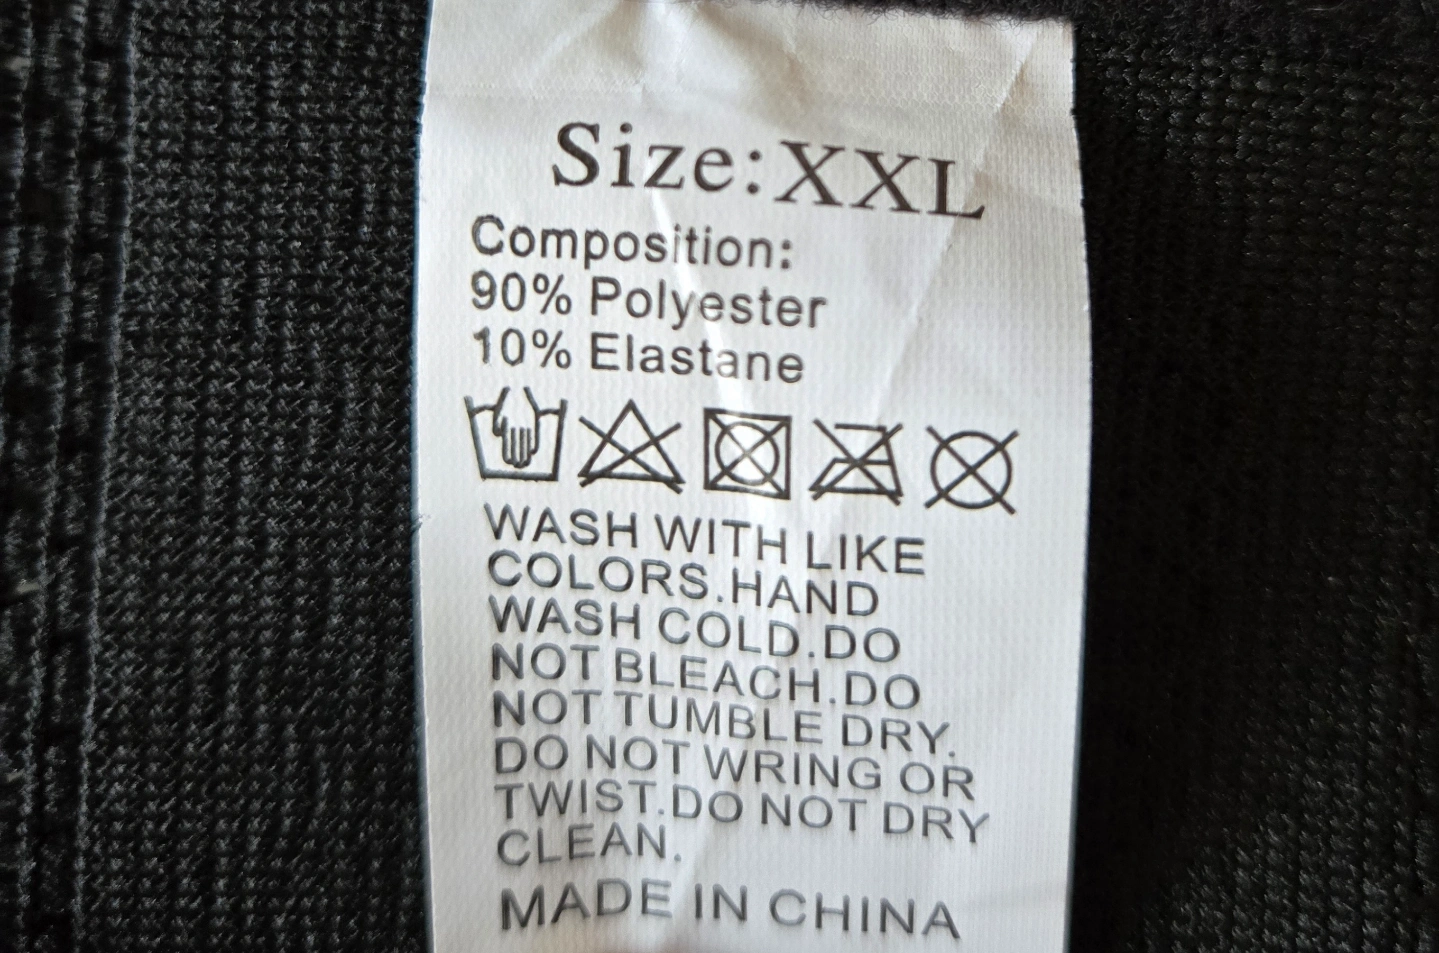 Size:XXL
Composition:
90% Polyester
10% Elastane
WASH WITH LIKE
COLORS.HAND
WASH COLD.DO
NOT BLEACH.DO
NOT TUMBLE DRY.
DO NOT WRING OR
TWIST.DO NOT DRY
CLEAN.
MADE IN CHINA